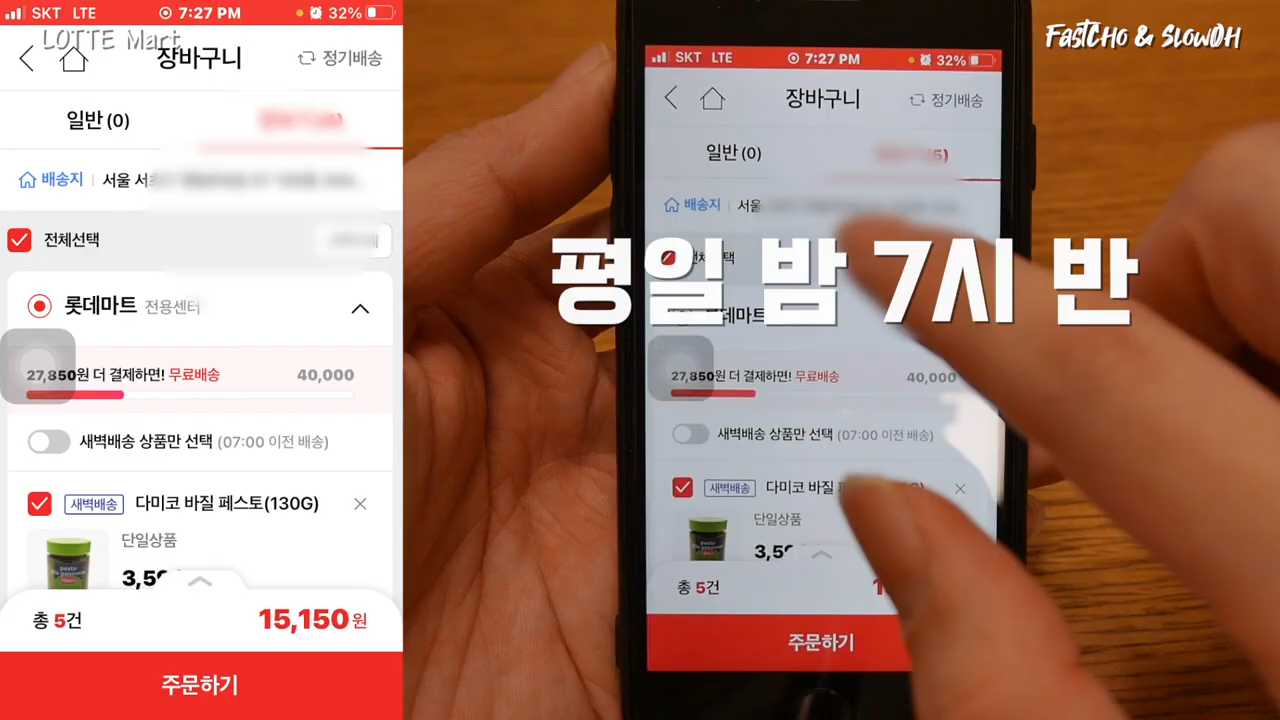 SKT LTE 7:27 PM 32%
LOTTE Mart
장바구니 정기배송
일반(0)
배송지 서울 서
전체선택
롯데마트 전용센터
27,850원 더 결제하면! 무료배송 40,000
새벽배송 상품만 선택 (07:00 이전 배송)
새벽배송 다미코 바질 페스토(130G)
단일상품
총 5건 15,150원
주문하기
FastCho & SlowOh
SKT LTE 7:27 PM 32%
장바구니 정기배송
일반(0)
배송지 서울
평일 밤 7시 반
27,850원 더 결제하면! 무료배송 40,000
새벽배송 상품만 선택 (07:00 이전 배송)
새벽배송 다미코 바질
단일상품
총 5건
주문하기